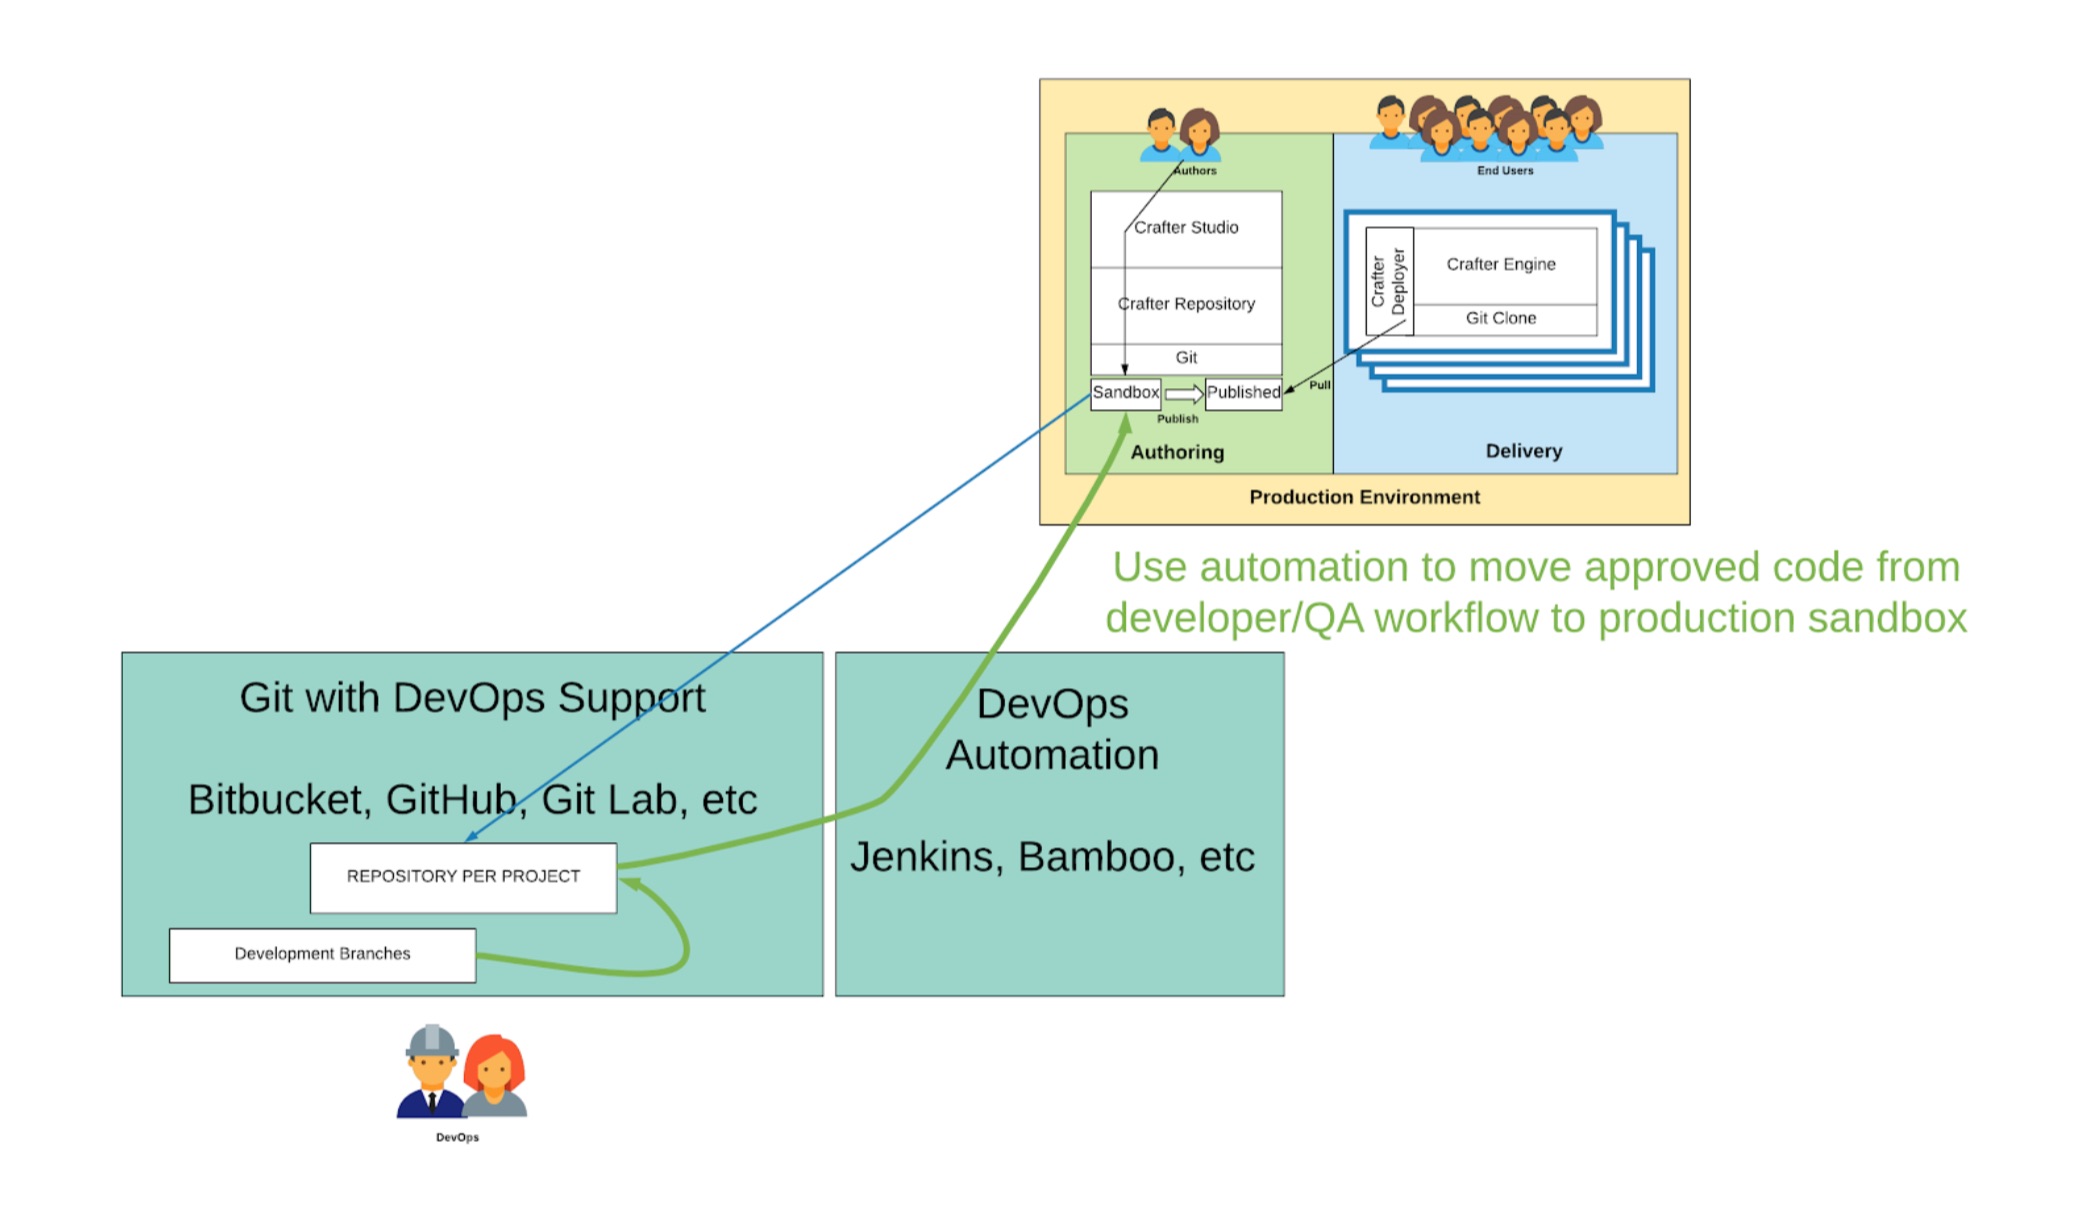 Authors
End Users
Crafter Studio
Crafter Repository
Git
Sandbox
Published
Publish
Authoring
Crafter
Deployer
Crafter Engine
Git Clone
Pull
Delivery
Production Environment
Use automation to move approved code from
developer/QA workflow to production sandbox
Git with DevOps Support
Bitbucket, GitHub, Git Lab, etc
REPOSITORY PER PROJECT
Development Branches
DevOps
Automation
Jenkins, Bamboo, etc
DevOps